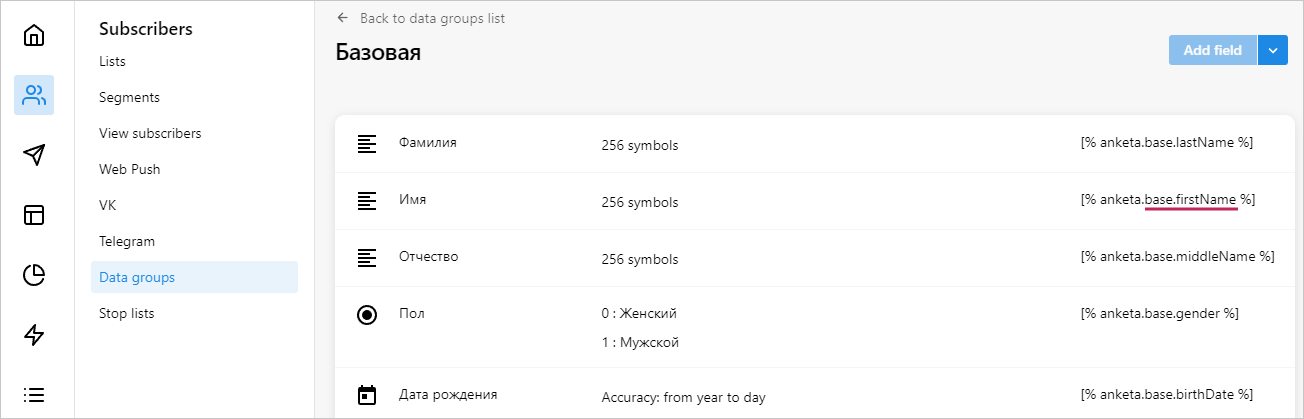 Subscribers
Lists
Segments
View subscribers
Web Push
VK
Telegram
Data groups
Stop lists
Back to data groups list
Базовая
Add field
Фамилия 256 symbols [% anketa.base.lastName %]
Имя 256 symbols [% anketa.base.firstName %]
Отчество 256 symbols [% anketa.base.middleName %]
Пол 0 : Женский [% anketa.base.gender %]
1 : Мужской
Дата рождения Accuracy: from year to day [% anketa.base.birthDate %]